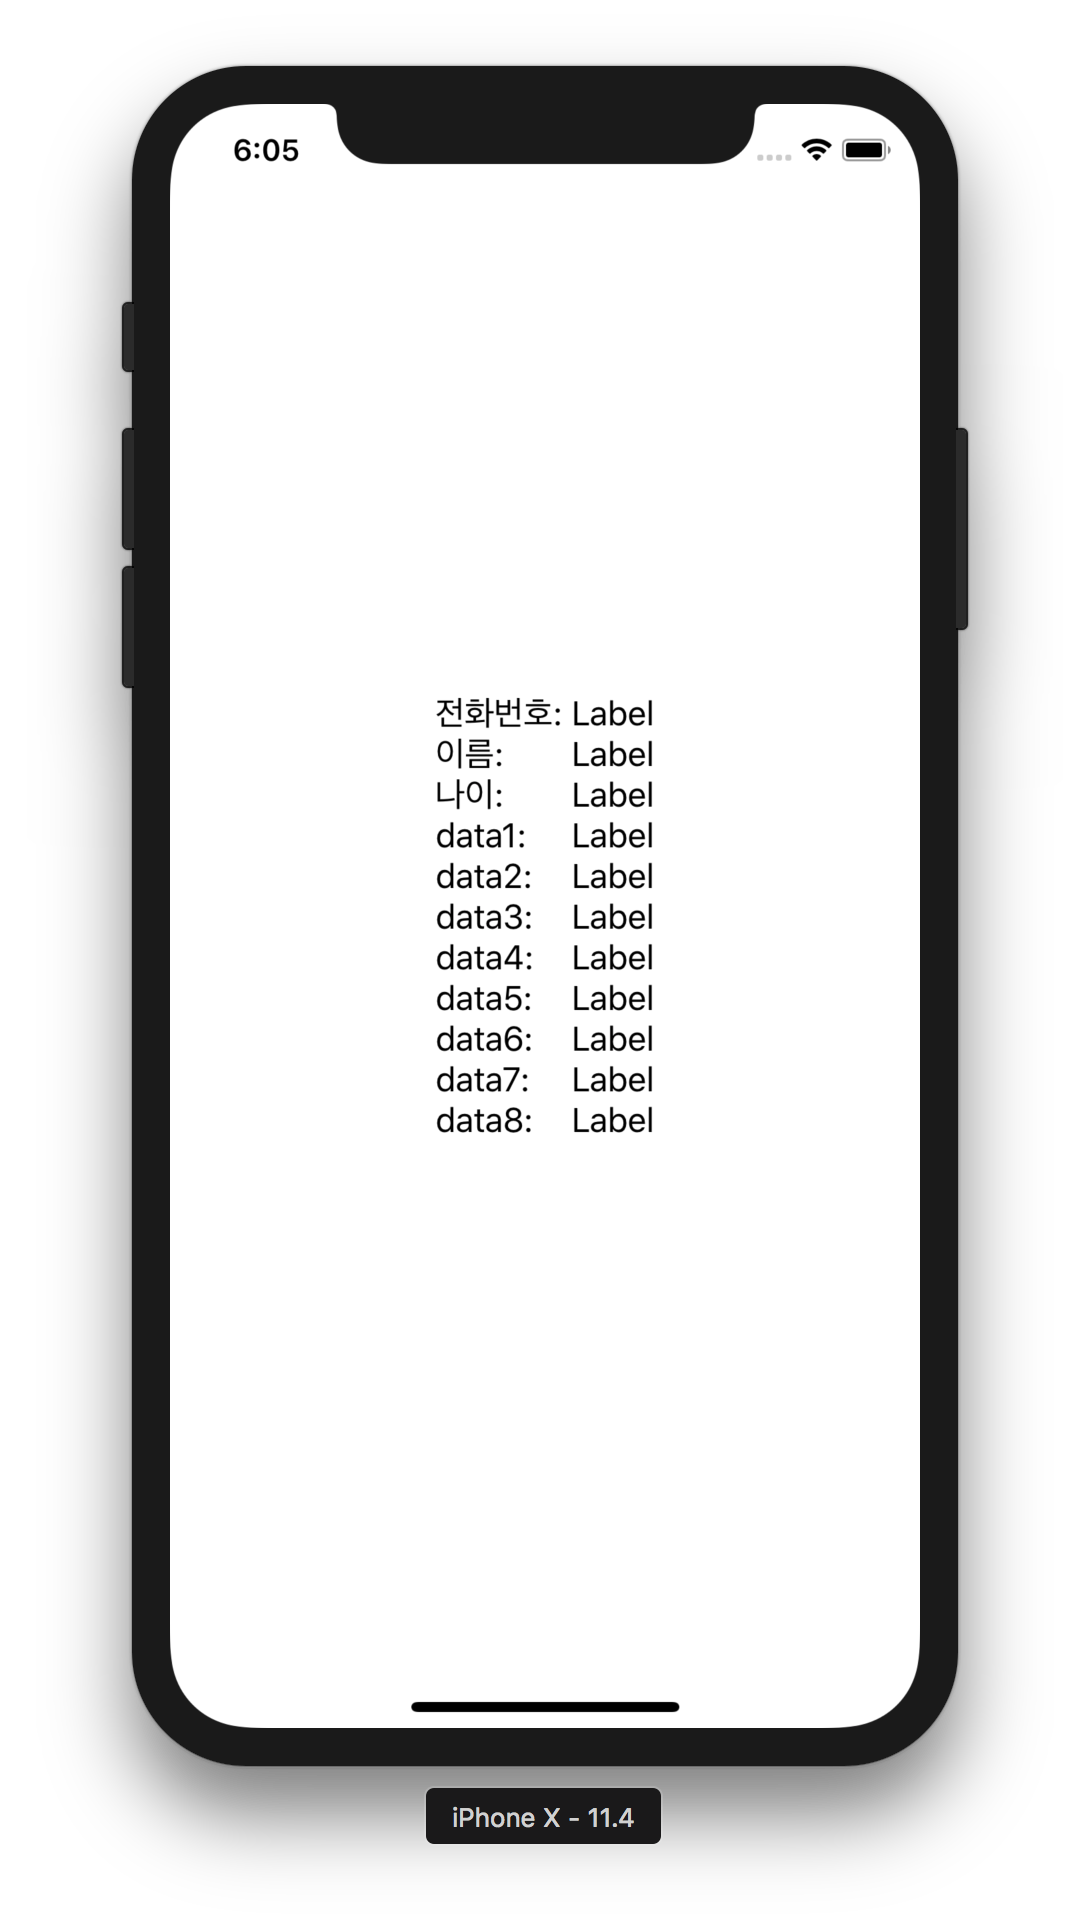 6:05
전화번호: Label
이름: Label
나이: Label
data1: Label
data2: Label
data3: Label
data4: Label
data5: Label
data6: Label
data7: Label
data8: Label
iPhone X - 11.4